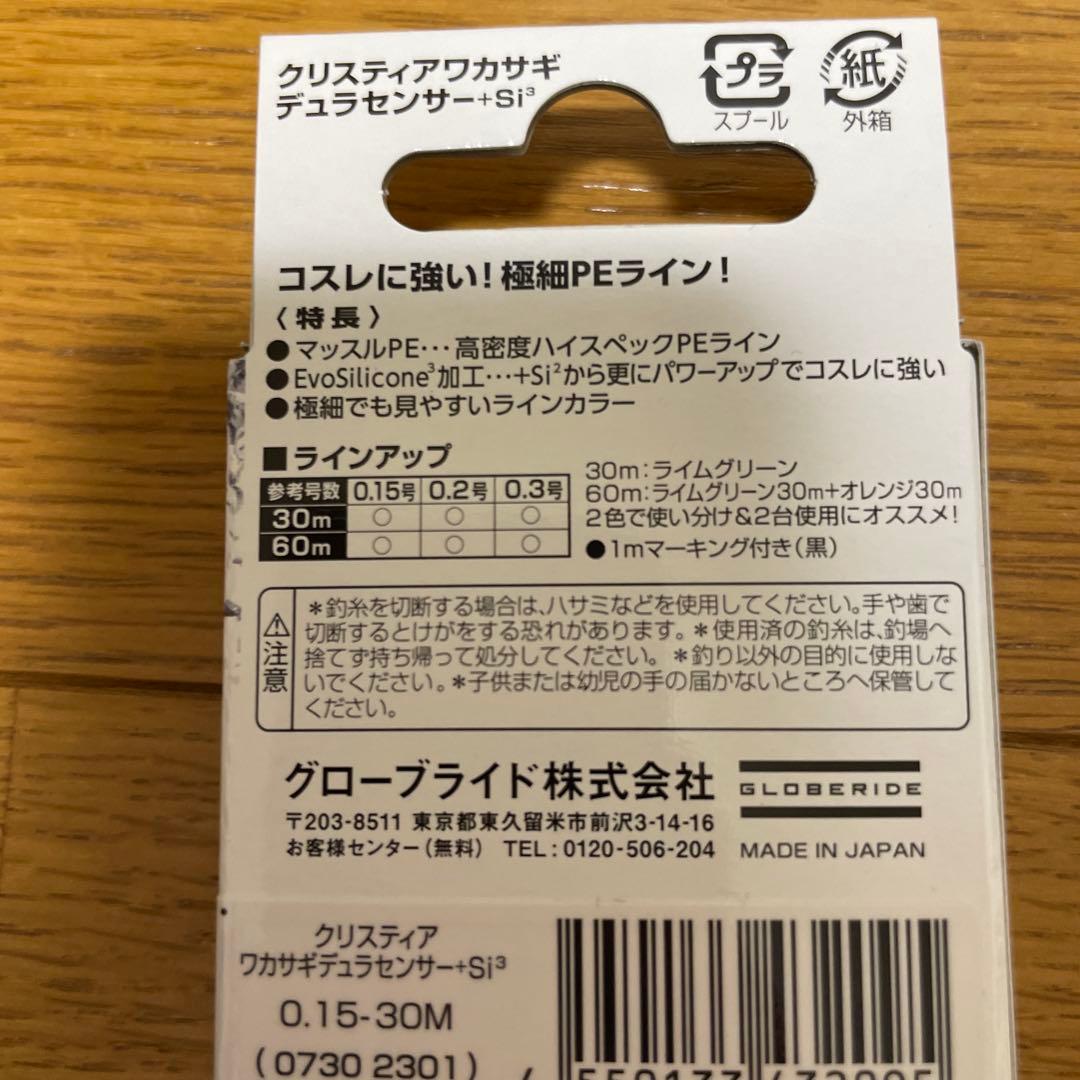 クリスティアワカサギ
デュラセンサー+Si³
プラ
スプール
紙
外箱
コスレに強い!極細PEライン!
〈特長〉
●マッスルPE…高密度ハイスペックPEライン
●EvoSilicone³加工…+Si²から更にパワーアップでコスレに強い
●極細でも見やすいラインカラー
■ラインアップ
参考号数 0.15号 0.2号 0.3号
30m ○ ○ ○
60m ○ ○ ○
30m:ライムグリーン
60m:ライムグリーン30m+オレンジ30m
2色で使い分け&2台使用にオススメ!
●1mマーキング付き(黒)
⚠注意
*釣糸を切断する場合は、ハサミなどを使用してください。手や歯で
切断するとけがをする恐れがあります。*使用済の釣糸は、釣場へ
捨てず持ち帰って処分してください。*釣り以外の目的に使用しな
いでください。*子供または幼児の手の届かないところへ保管して
ください。
グローブライド株式会社
〒203-8511 東京都東久留米市前沢3-14-16
お客様センター(無料) TEL:0120-506-204
GLOBERIDE
MADE IN JAPAN
クリスティア
ワカサギデュラセンサー+Si³
0.15-30M
(0730 2301)